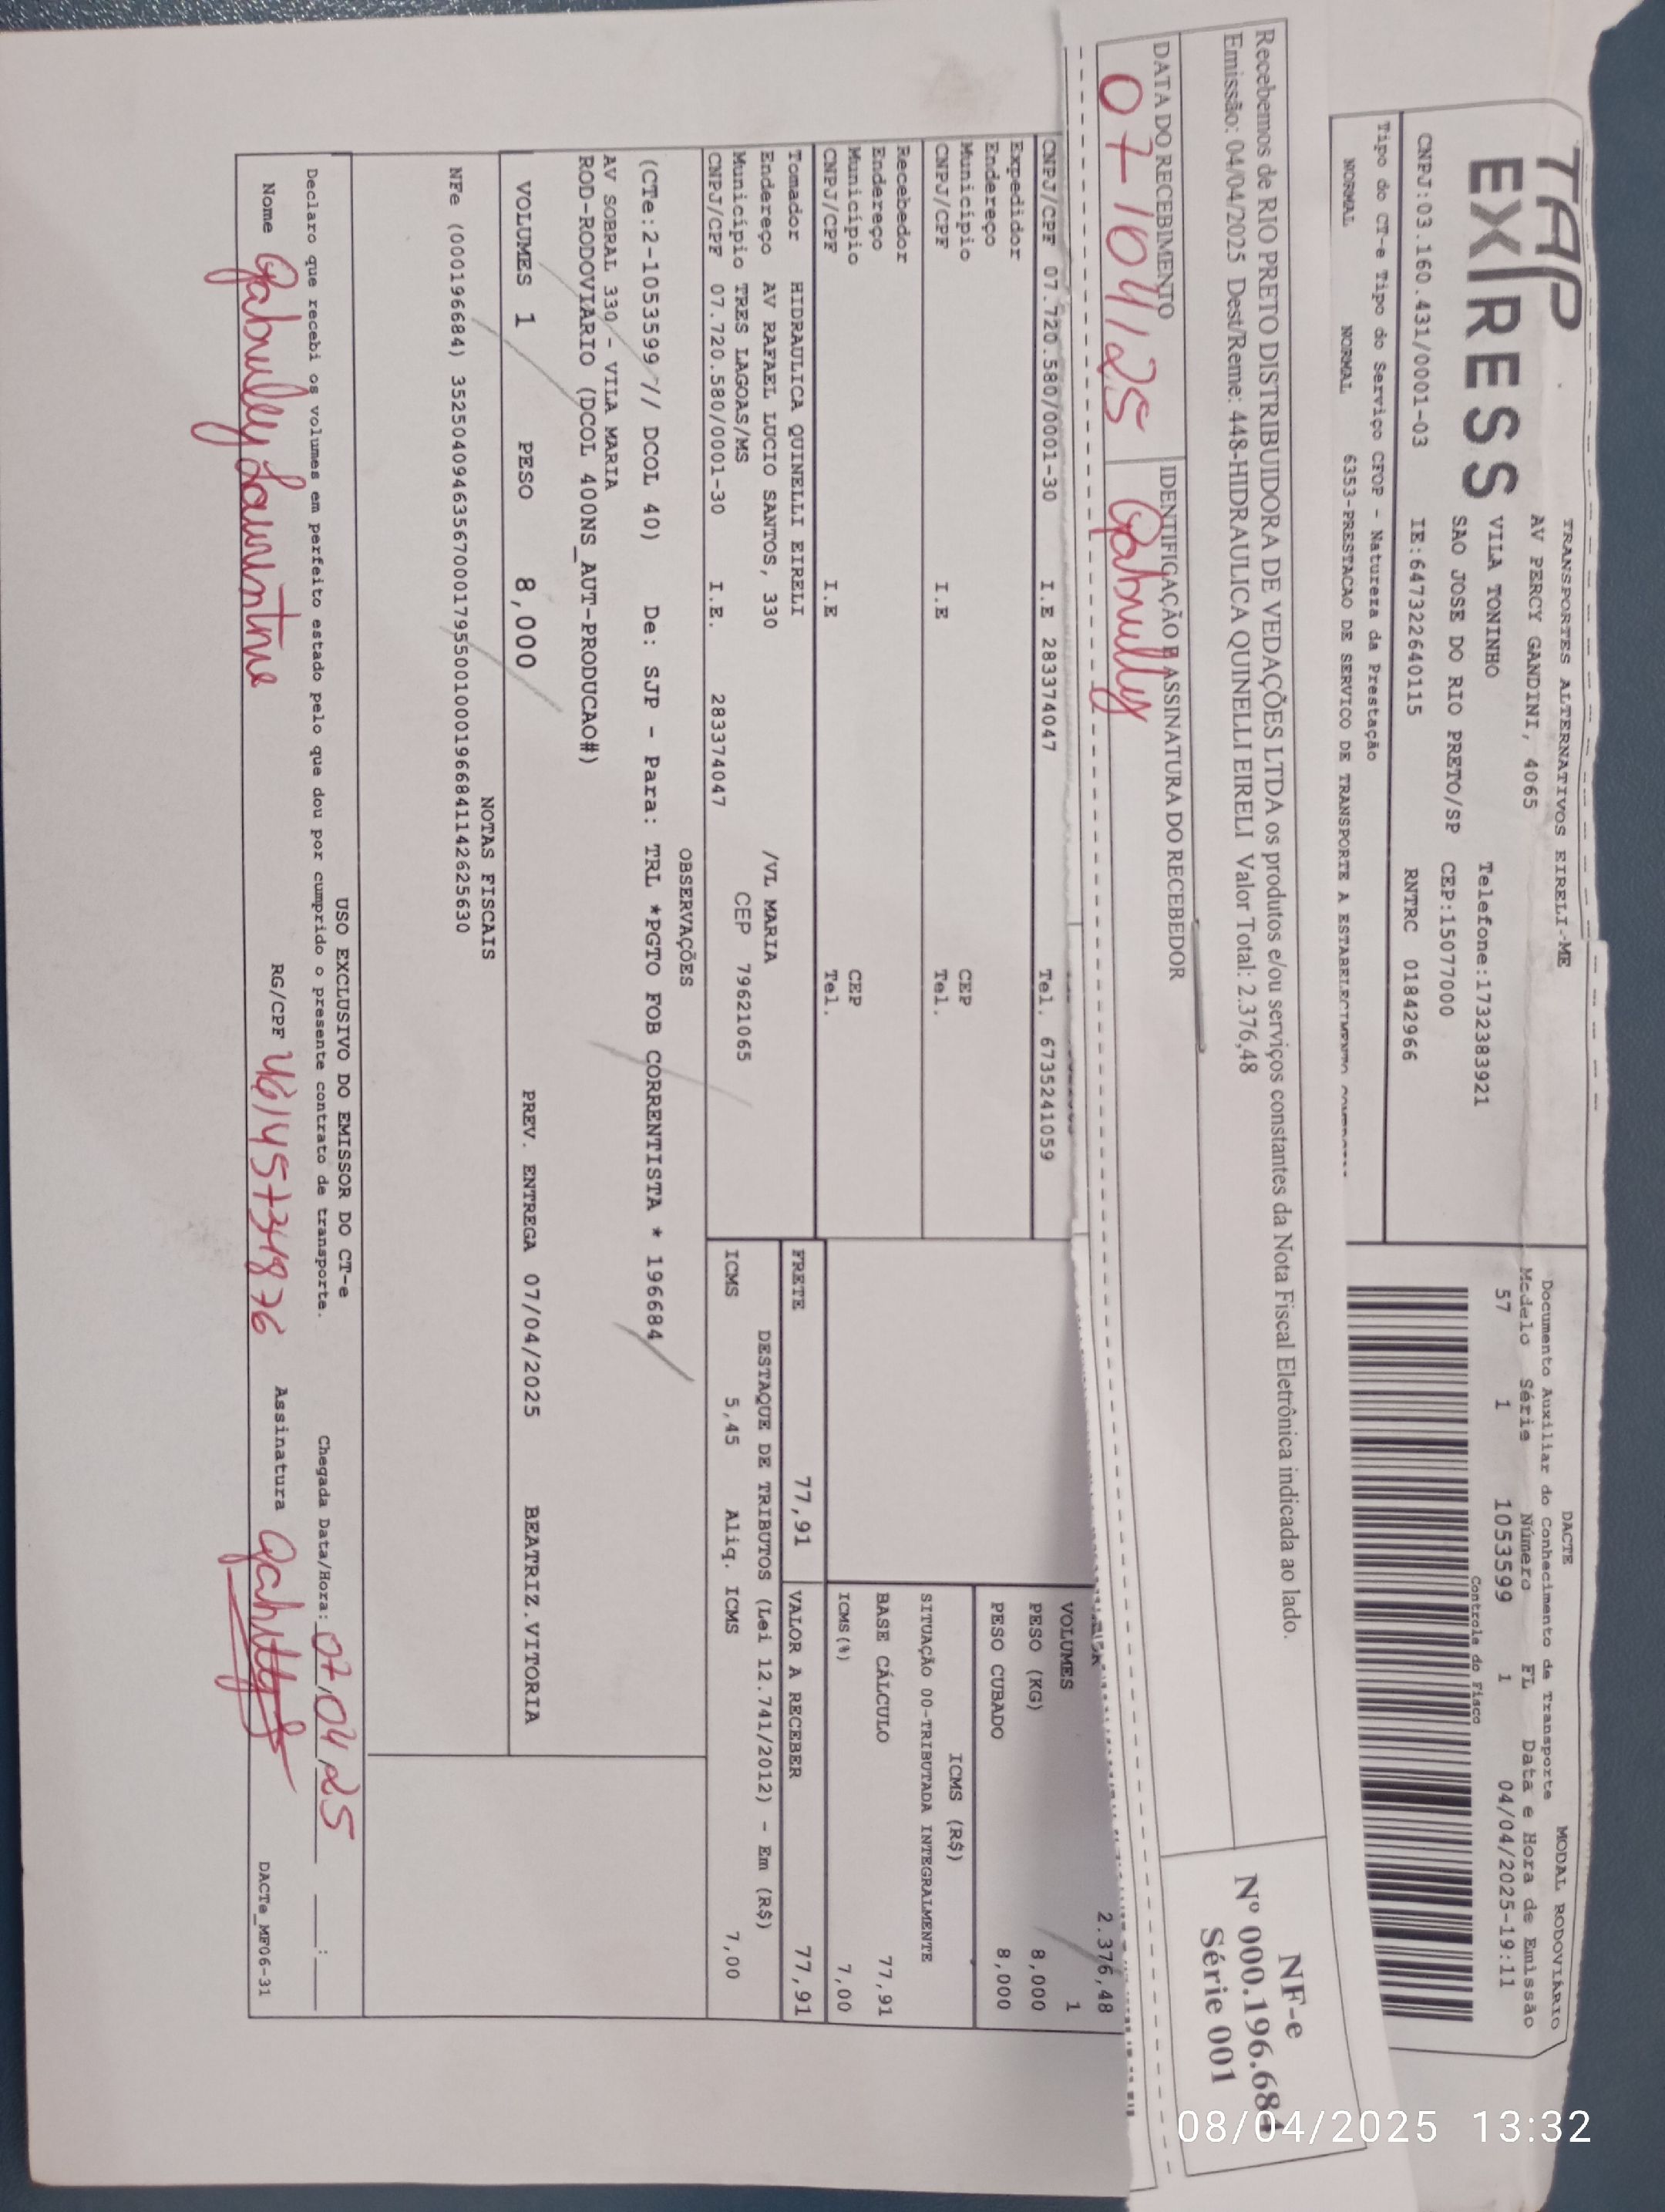 TAP
EXPRESS
TRANSPORTES ALTERNATIVOS EIRELI-ME
AV PERCY GANDINI, 4065
VILA TONINHO Telefone:1732383921
SAO JOSE DO RIO PRETO/SP CEP:15077000
CNPJ:03.160.431/0001-03 IE:647322640115 RNTRC 01842966
DACTE MODAL RODOVIÁRIO
Documento Auxiliar do Conhecimento de Transporte
Modelo Série Número FL Data e Hora de Emissão
57 1 1053599 1 04/04/2025-19:11
Controle do Fisco
Tipo do CT-e Tipo do Serviço CFOP - Natureza da Prestação
NORMAL NORMAL 6353-PRESTACAO DE SERVICO DE TRANSPORTE A ESTABELECIMENTO
Recebemos de RIO PRETO DISTRIBUIDORA DE VEDAÇÕES LTDA os produtos e/ou serviços constantes da Nota Fiscal Eletrônica indicada ao lado.
Emissão: 04/04/2025 Dest/Reme: 448-HIDRAULICA QUINELLI EIRELI Valor Total: 2.376,48
NF-e
Nº 000.196.684
Série 001
DATA DO RECEBIMENTO IDENTIFICAÇÃO E ASSINATURA DO RECEBEDOR
07/04/25
2.376,48
CNPJ/CPF 07.720.580/0001-30 I.E 283374047 Tel. 6735241059
VOLUMES 1
PESO (KG) 8,000
PESO CUBADO 8,000
Expedidor
Endereço
Município CEP
CNPJ/CPF I.E Tel.
ICMS (R$)
SITUAÇÃO 00-TRIBUTADA INTEGRALMENTE
BASE CÁLCULO 77,91
ICMS(%) 7,00
Recebedor
Endereço
Município CEP
CNPJ/CPF I.E Tel.
Tomador HIDRAULICA QUINELLI EIRELI
Endereço AV RAFAEL LUCIO SANTOS, 330 /VL MARIA
Município TRES LAGOAS/MS CEP 79621065
CNPJ/CPF 07.720.580/0001-30 I.E. 283374047
FRETE 77,91 VALOR A RECEBER 77,91
DESTAQUE DE TRIBUTOS (Lei 12.741/2012) - Em (R$)
ICMS 5,45 Aliq. ICMS 7,00
OBSERVAÇÕES
(CTe:2-1053599 // DCOL 40) De: SJP - Para: TRL *PGTO FOB CORRENTISTA * 196684
AV SOBRAL 330 - VILA MARIA
ROD-RODOVIARIO (DCOL 400NS_AUT-PRODUCAO#)
VOLUMES 1 PESO 8,000 PREV. ENTREGA 07/04/2025 BEATRIZ.VITORIA
NOTAS FISCAIS
NFe (000196684) 35250409463567000179550010001966841142625630
USO EXCLUSIVO DO EMISSOR DO CT-e
Declaro que recebi os volumes em perfeito estado pelo que dou por cumprido o presente contrato de transporte. Chegada Data/Hora: 07/04/25 :
Nome RG/CPF Assinatura DACTe_MF06-31
08/04/2025 13:32